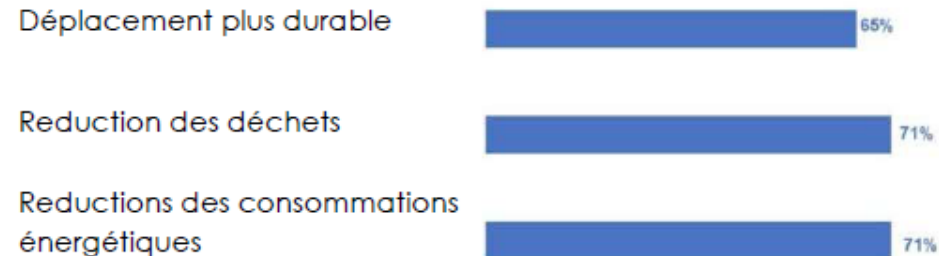 Déplacement plus durable
65%
Reduction des déchets
71%
Reductions des consommations
énergétiques
71%